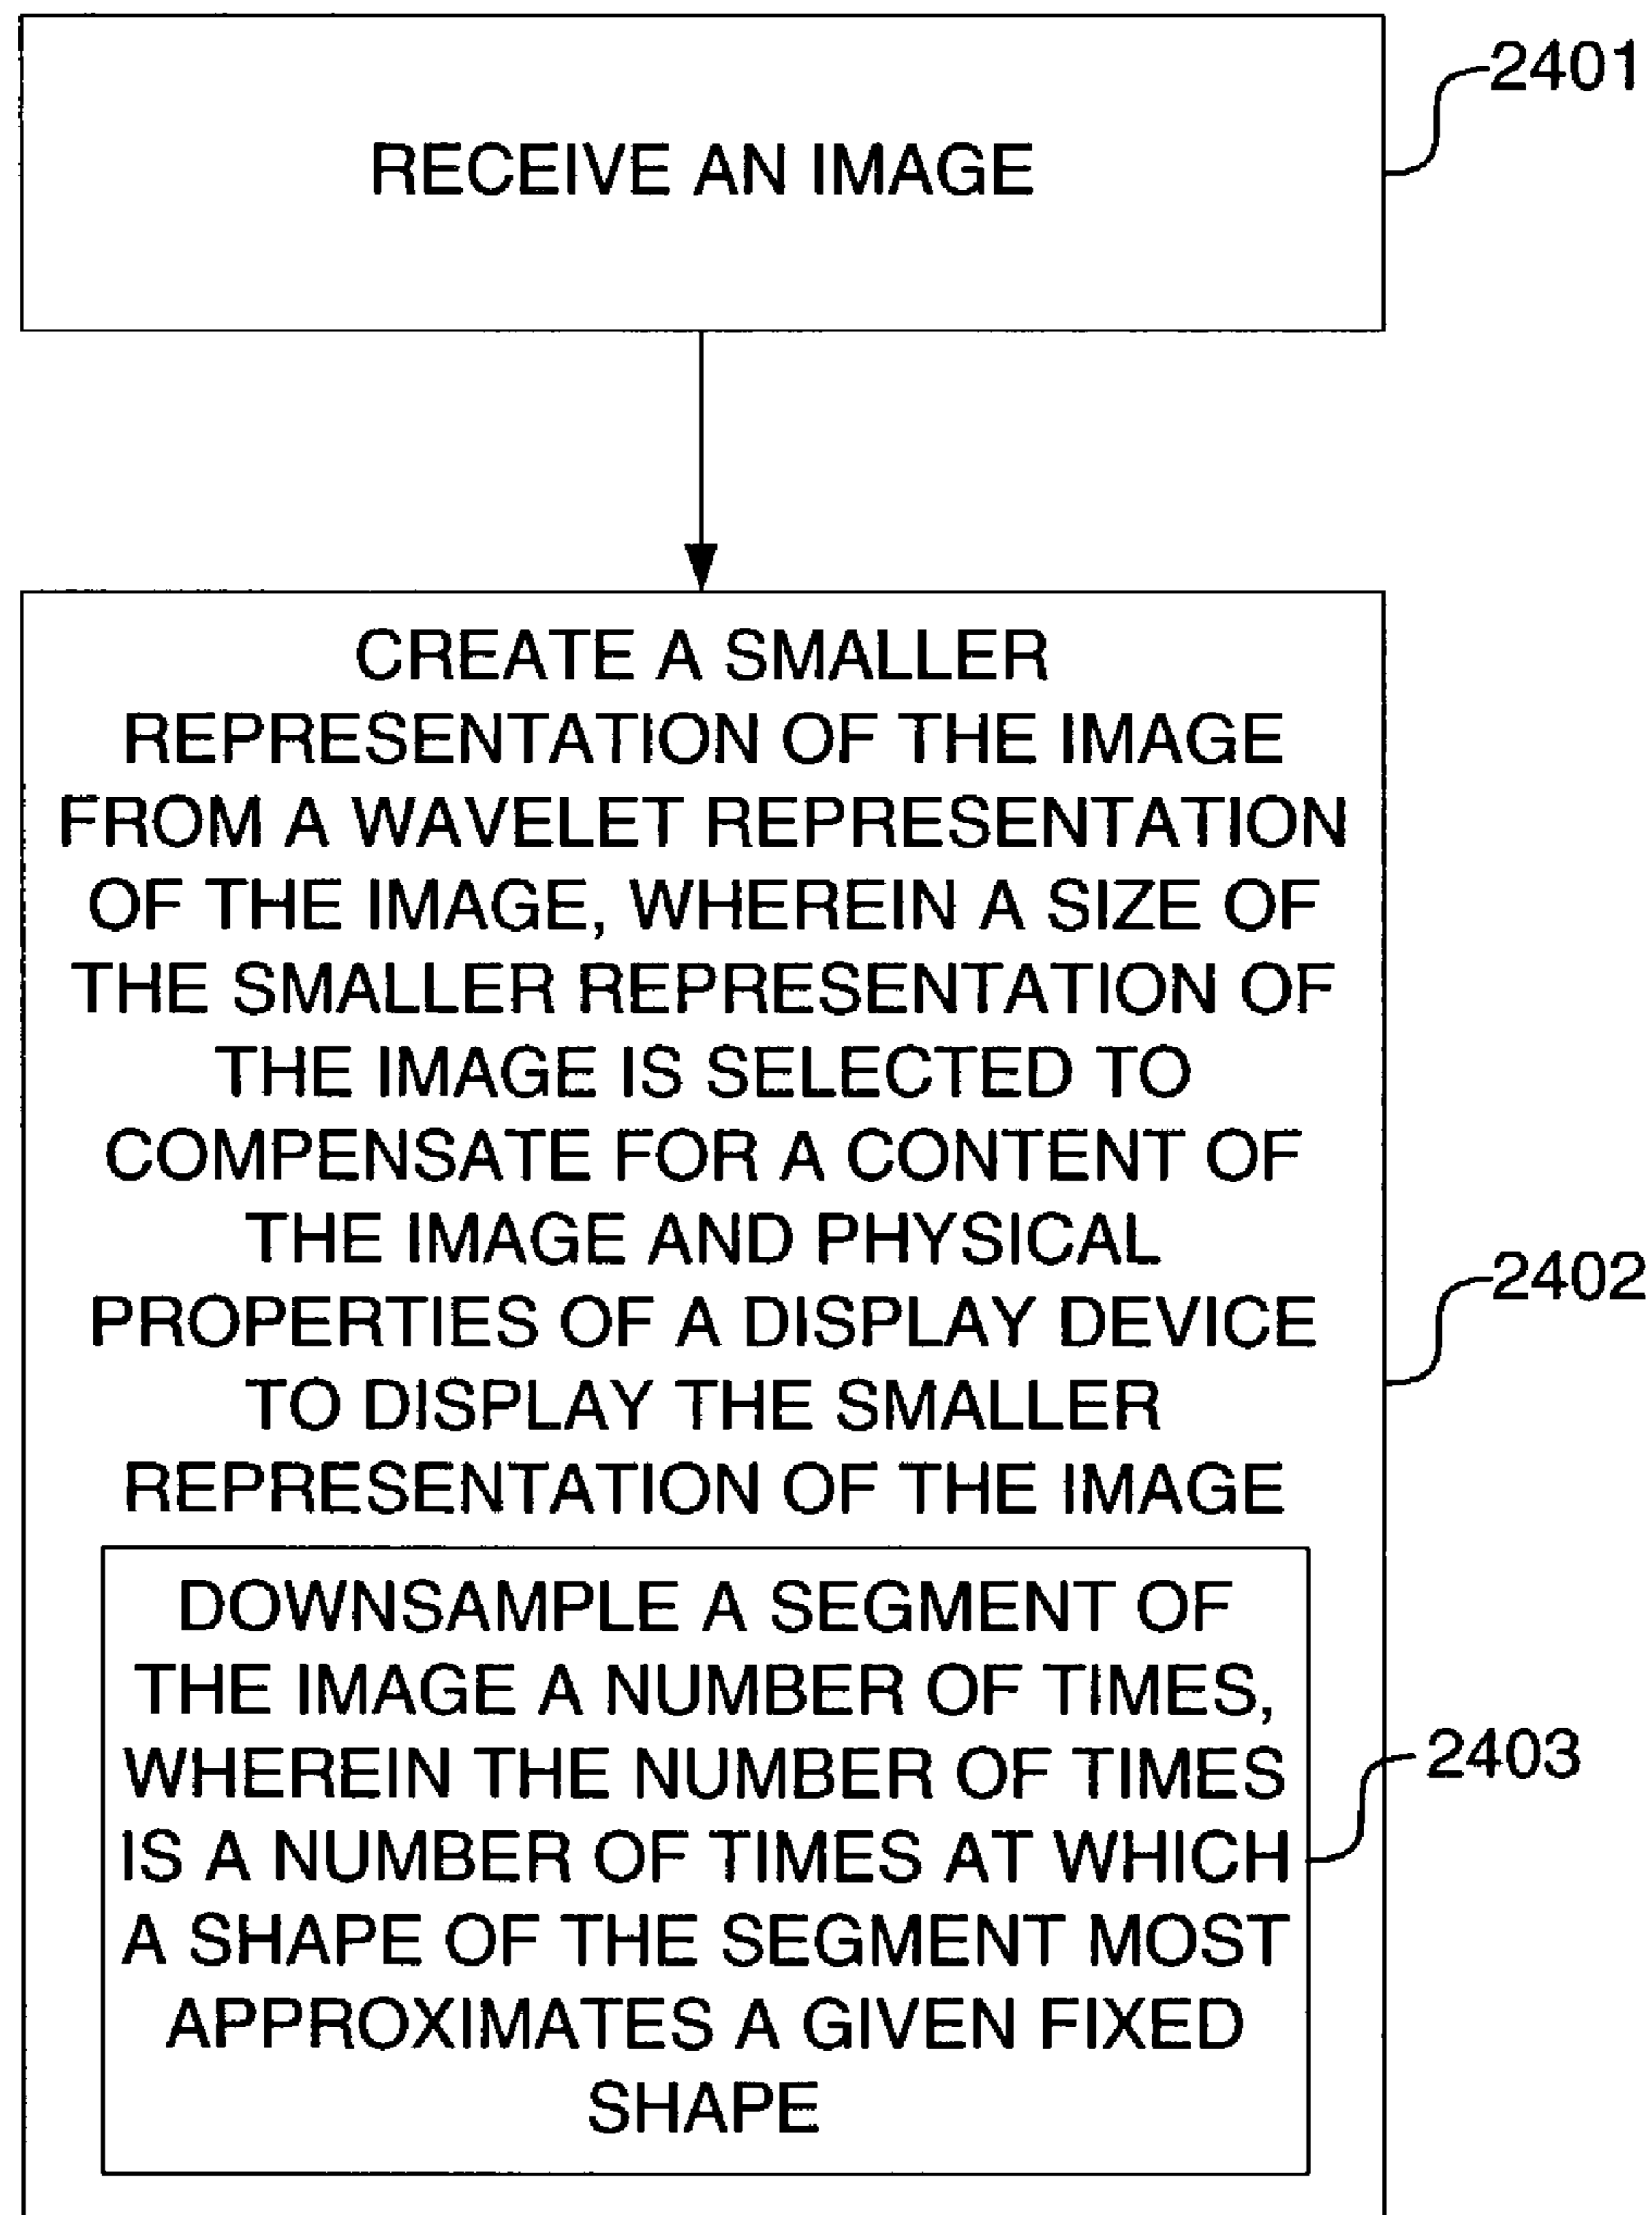 2401
RECEIVE AN IMAGE
CREATE A SMALLER
REPRESENTATION OF THE IMAGE
FROM A WAVELET REPRESENTATION
OF THE IMAGE, WHEREIN A SIZE OF
THE SMALLER REPRESENTATION OF
THE IMAGE IS SELECTED TO
COMPENSATE FOR A CONTENT OF
THE IMAGE AND PHYSICAL
PROPERTIES OF A DISPLAY DEVICE
TO DISPLAY THE SMALLER
REPRESENTATION OF THE IMAGE
2402
DOWNSAMPLE A SEGMENT OF
THE IMAGE A NUMBER OF TIMES,
WHEREIN THE NUMBER OF TIMES
IS A NUMBER OF TIMES AT WHICH
A SHAPE OF THE SEGMENT MOST
APPROXIMATES A GIVEN FIXED
SHAPE
2403